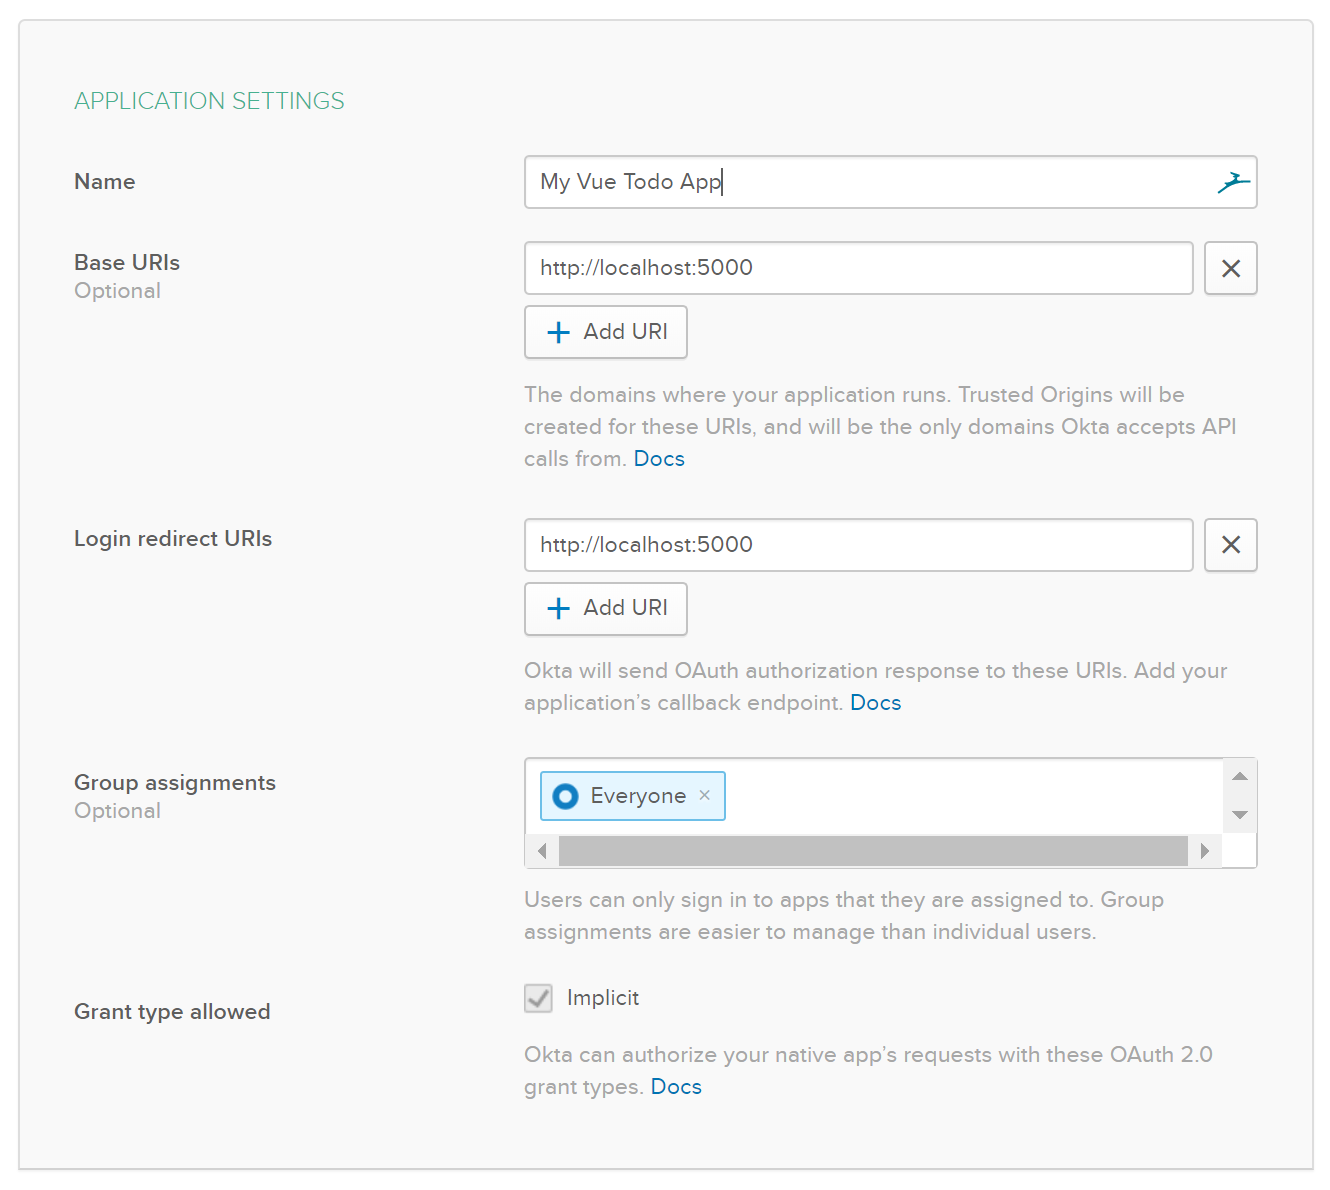 APPLICATION SETTINGS
Name
My Vue Todo App
Base URIs
Optional
http://localhost:5000
Add URI
The domains where your application runs. Trusted Origins will be
created for these URIs, and will be the only domains Okta accepts API
calls from. Docs
Login redirect URIs
http://localhost:5000
Add URI
Okta will send OAuth authorization response to these URIs. Add your
application’s callback endpoint. Docs
Group assignments
Optional
Everyone ×
Users can only sign in to apps that they are assigned to. Group
assignments are easier to manage than individual users.
Grant type allowed
Implicit
Okta can authorize your native app’s requests with these OAuth 2.0
grant types. Docs